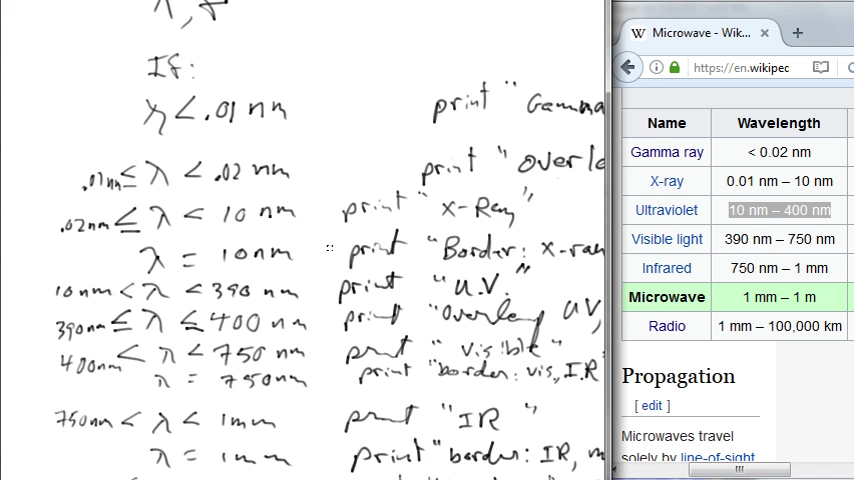 λ, f
If:
λ < .01 nm print "Gamma
.01nm ≤ λ < .02 nm print "Overla
.02nm ≤ λ < 10 nm print "X-Ray"
λ = 10nm print "Border: X-ray
10nm < λ < 390 nm print "U.V."
390nm ≤ λ ≤ 400 nm print "Overlap UV,
400nm < λ < 750 nm print "visible"
λ = 750nm print "border: vis, I.R
750nm < λ < 1mm print "IR"
λ = 1mm print "border: IR, m
Microwave - Wik...
https://en.wikipec
Name Wavelength
Gamma ray < 0.02 nm
X-ray 0.01 nm – 10 nm
Ultraviolet 10 nm – 400 nm
Visible light 390 nm – 750 nm
Infrared 750 nm – 1 mm
Microwave 1 mm – 1 m
Radio 1 mm – 100,000 km
Propagation
[ edit ]
Microwaves travel
solely by line-of-sight